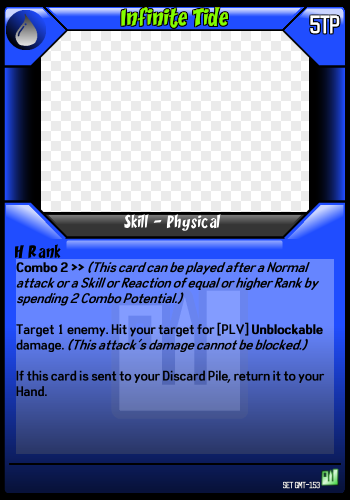 Infinite Tide
5TP
Skill - Physical
H Rank
Combo 2 >> (This card can be played after a Normal
attack or a Skill or Reaction of equal or higher Rank by
spending 2 Combo Potential.)
Target 1 enemy. Hit your target for [PLV] Unblockable
damage. (This attack's damage cannot be blocked.)
If this card is sent to your Discard Pile, return it to your
Hand.
SET GMT-153